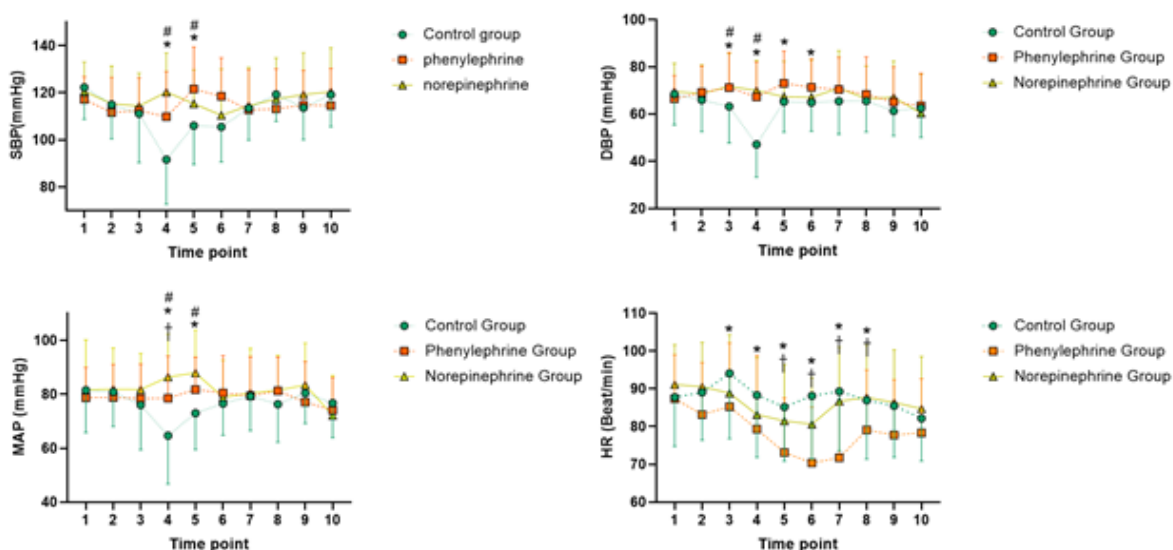 #
#
*
*
Control group
phenylephrine
norepinephrine
SBP(mmHg)
140
120
100
80
1 2 3 4 5 6 7 8 9 10
Time point
#
#
*
*
*
*
Control Group
Phenylephrine Group
Norepinephrine Group
DBP (mmHg)
100
80
60
40
20
1 2 3 4 5 6 7 8 9 10
Time point
#
*
†
#
*
Control Group
Phenylephrine Group
Norepinephrine Group
MAP (mmHg)
100
80
60
40
1 2 3 4 5 6 7 8 9 10
Time point
*
*
*
†
*
†
*
†
*
†
Control Group
Phenylephrine Group
Norepinephrine Group
HR (Beat/min)
110
100
90
80
70
60
1 2 3 4 5 6 7 8 9 10
Time point